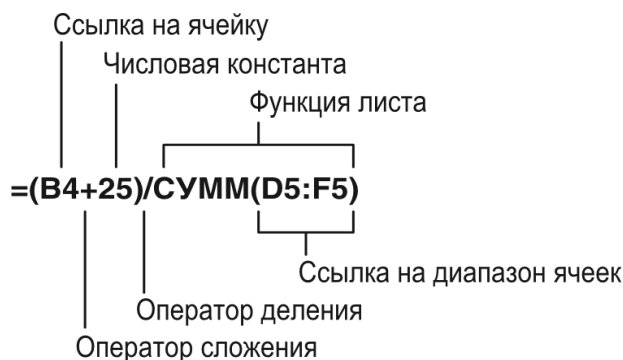 Ссылка на ячейку
Числовая константа
Функция листа
=(B4+25)/СУММ(D5:F5)
Ссылка на диапазон ячеек
Оператор деления
Оператор сложения